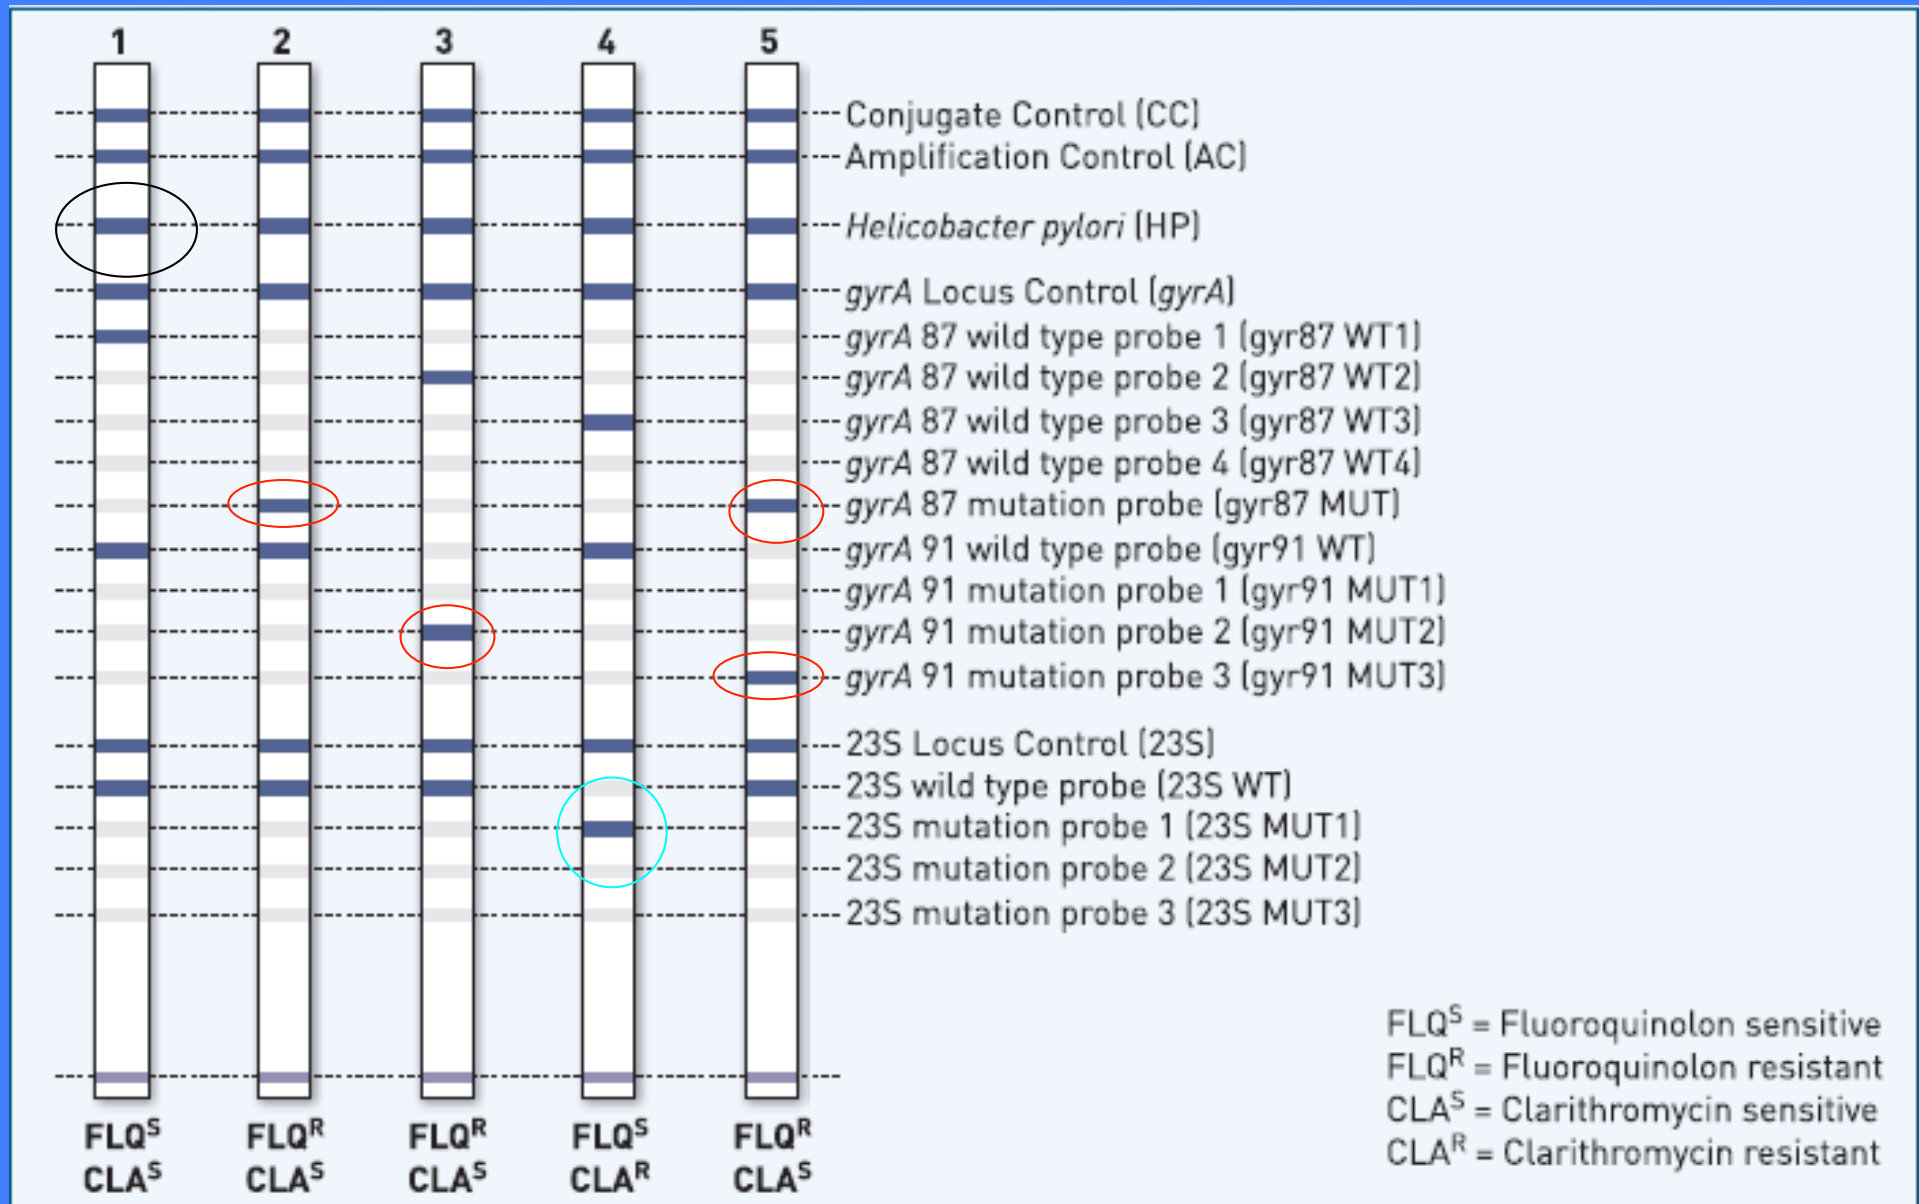 1 2 3 4 5
Conjugate Control (CC)
Amplification Control (AC)
Helicobacter pylori (HP)
gyrA Locus Control (gyrA)
gyrA 87 wild type probe 1 (gyr87 WT1)
gyrA 87 wild type probe 2 (gyr87 WT2)
gyrA 87 wild type probe 3 (gyr87 WT3)
gyrA 87 wild type probe 4 (gyr87 WT4)
gyrA 87 mutation probe (gyr87 MUT)
gyrA 91 wild type probe (gyr91 WT)
gyrA 91 mutation probe 1 (gyr91 MUT1)
gyrA 91 mutation probe 2 (gyr91 MUT2)
gyrA 91 mutation probe 3 (gyr91 MUT3)
23S Locus Control (23S)
23S wild type probe (23S WT)
23S mutation probe 1 (23S MUT1)
23S mutation probe 2 (23S MUT2)
23S mutation probe 3 (23S MUT3)
FLQS = Fluoroquinolon sensitive
FLQR = Fluoroquinolon resistant
CLAS = Clarithromycin sensitive
CLAR = Clarithromycin resistant
FLQS FLQR FLQR FLQS FLQR
CLAS CLAS CLAS CLAR CLAS